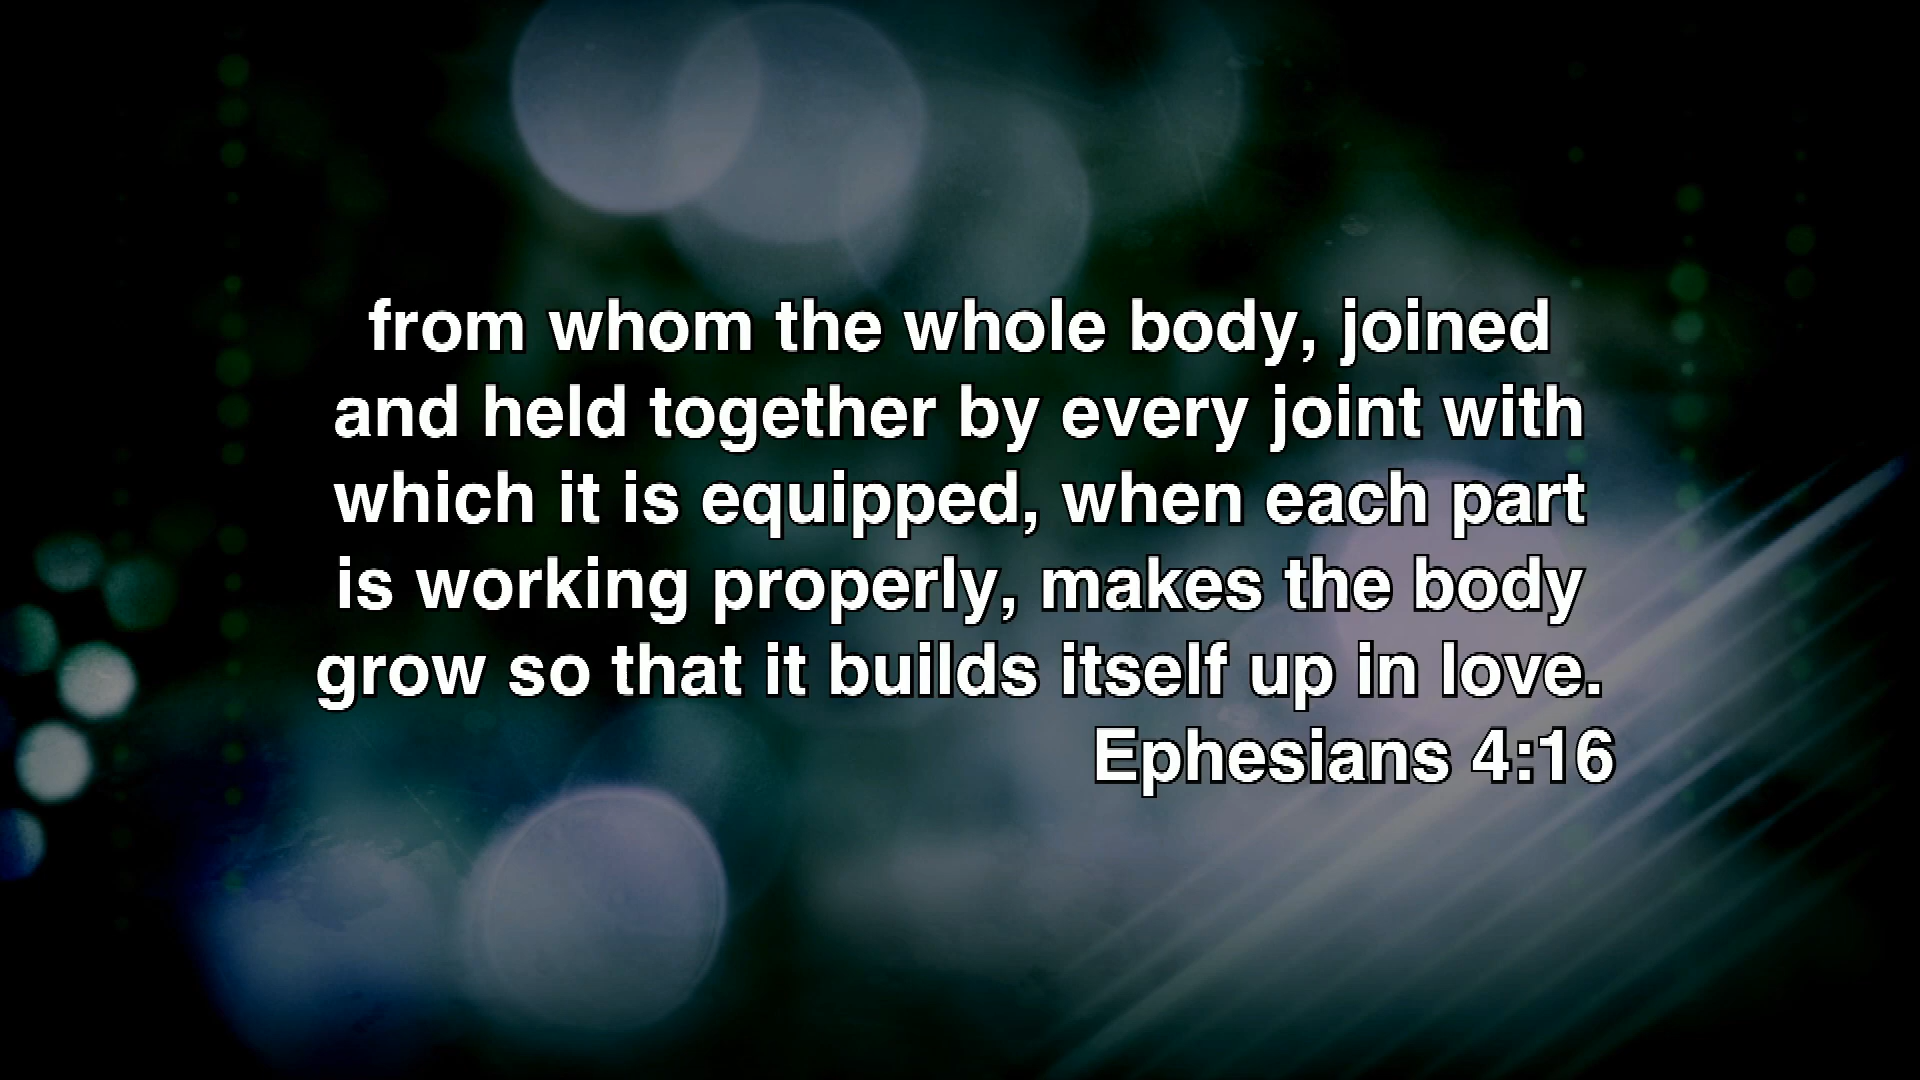 from whom the whole body, joined
and held together by every joint with
which it is equipped, when each part
is working properly, makes the body
grow so that it builds itself up in love.
Ephesians 4:16